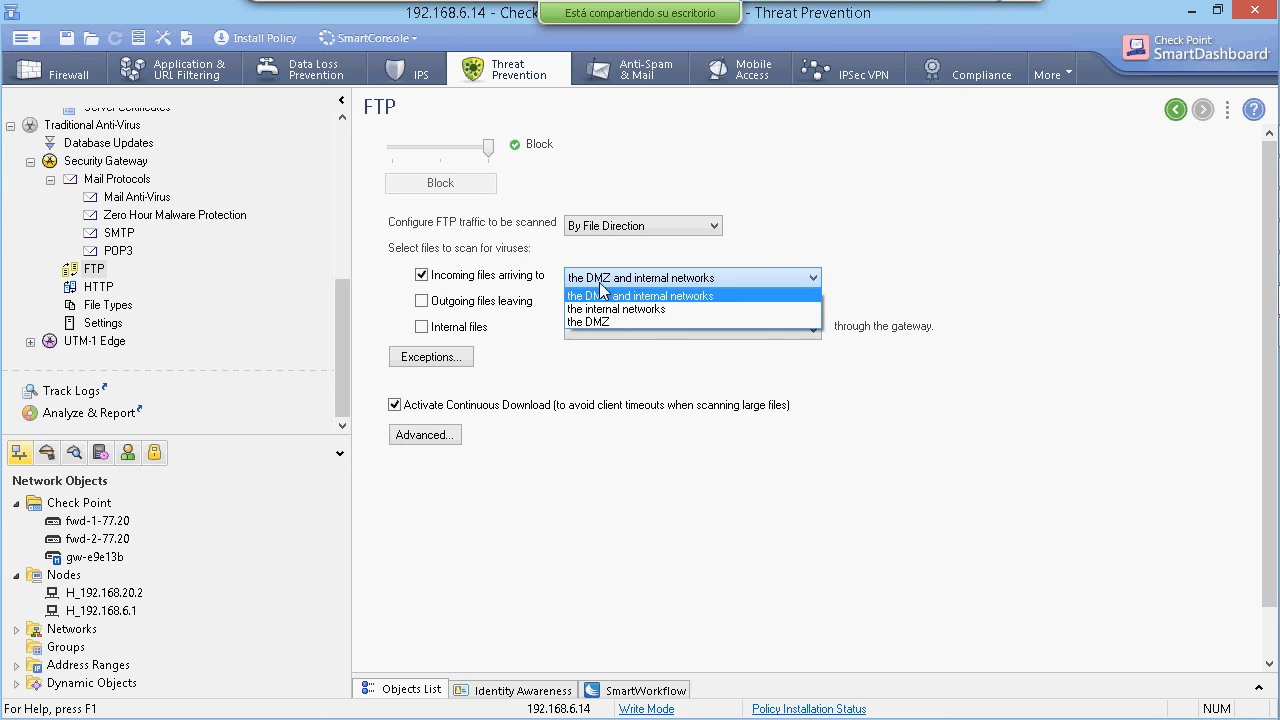 192.168.6.14 - Check
Está compartiendo su escritorio
- Threat Prevention
Install Policy
SmartConsole
Check Point
SmartDashboard
Firewall
Application &
URL Filtering
Data Loss
Prevention
IPS
Threat
Prevention
Anti-Spam
& Mail
Mobile
Access
IPSec VPN
Compliance
More
Server Certificates
Traditional Anti-Virus
Database Updates
Security Gateway
Mail Protocols
Mail Anti-Virus
Zero Hour Malware Protection
SMTP
POP3
FTP
HTTP
File Types
Settings
UTM-1 Edge
Track Logs
Analyze & Report
Network Objects
Check Point
fwd-1-77.20
fwd-2-77.20
gw-e9e13b
Nodes
H_192.168.20.2
H_192.168.6.1
Networks
Groups
Address Ranges
Dynamic Objects
FTP
Block
Block
Configure FTP traffic to be scanned
By File Direction
Select files to scan for viruses:
Incoming files arriving to
the DMZ and internal networks
the DMZ and internal networks
Outgoing files leaving
the internal networks
the DMZ
Internal files
through the gateway.
Exceptions...
Activate Continuous Download (to avoid client timeouts when scanning large files)
Advanced...
Objects List
Identity Awareness
SmartWorkflow
For Help, press F1
192.168.6.14
Write Mode
Policy Installation Status
NUM